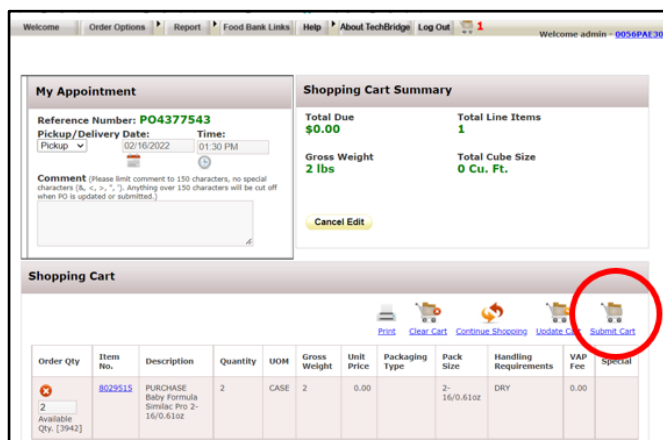 Welcome Order Options Report Food Bank Links Help About TechBridge Log Out 1
Welcome admin - 0056PAE30
My Appointment
Reference Number: PO4377543
Pickup/Delivery Date: Time:
Pickup 02/16/2022 01:30 PM
Comment (Please limit comment to 150 characters, no special
characters (&, <, >, ", '). Anything over 150 characters will be cut off
when PO is updated or submitted.)
Shopping Cart Summary
Total Due Total Line Items
$0.00 1
Gross Weight Total Cube Size
2 lbs 0 Cu. Ft.
Cancel Edit
Shopping Cart
Print Clear Cart Continue Shopping Update Cart Submit Cart
Order Qty Item No. Description Quantity UOM Gross Weight Unit Price Packaging Type Pack Size Handling Requirements VAP Fee Special
8029515 PURCHASE 2 CASE 2 0.00 2- DRY 0.00
Baby Formula 16/0.61oz
2 Similac Pro 2-
Available 16/0.61oz
Qty. [3942]